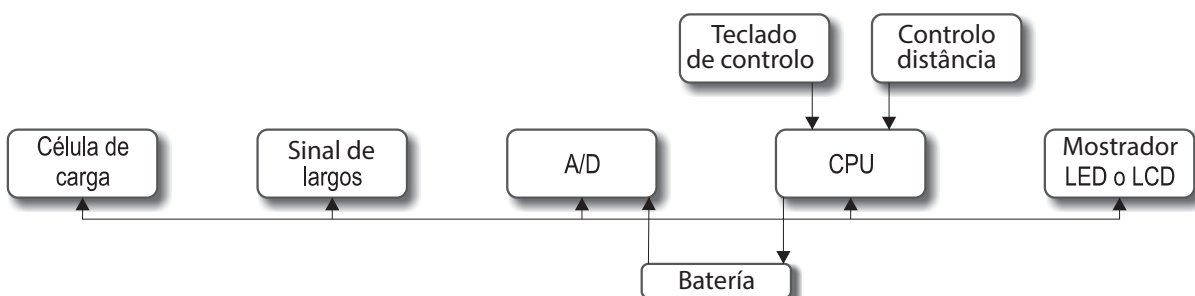 Teclado
de controlo
Controlo
distância
Célula de
carga
Sinal de
largos
A/D
CPU
Mostrador
LED o LCD
Batería